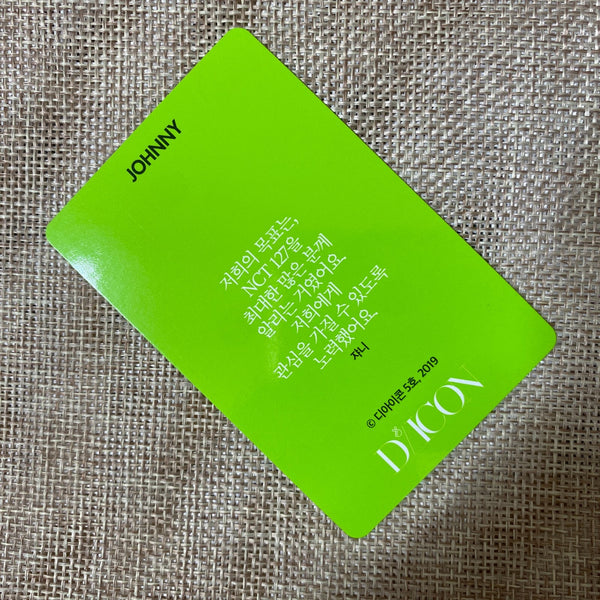 JOHNNY
저희의 목표는,
NCT 127을
최대한 많은 분께
알리는 거였어요
저희에게
관심을 가질 수 있도록
노력했어요
쟈니
© 디아이콘 5호, 2019
D/ICON